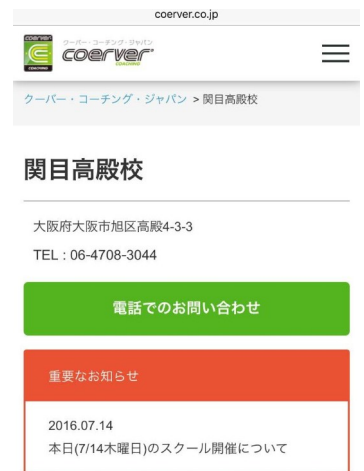 coerver.co.jp
coerver
クーバー・コーチング・ジャパン
coerver
COACHING
COACHING
クーバー・コーチング・ジャパン > 関目高殿校
関目高殿校
大阪府大阪市旭区高殿4-3-3
TEL : 06-4708-3044
電話でのお問い合わせ
重要なお知らせ
2016.07.14
本日(7/14木曜日)のスクール開催について